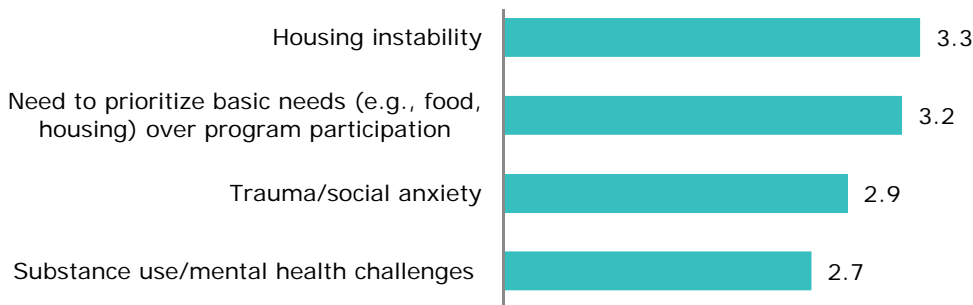 Housing instability 3.3
Need to prioritize basic needs (e.g., food,
housing) over program participation 3.2
Trauma/social anxiety 2.9
Substance use/mental health challenges 2.7